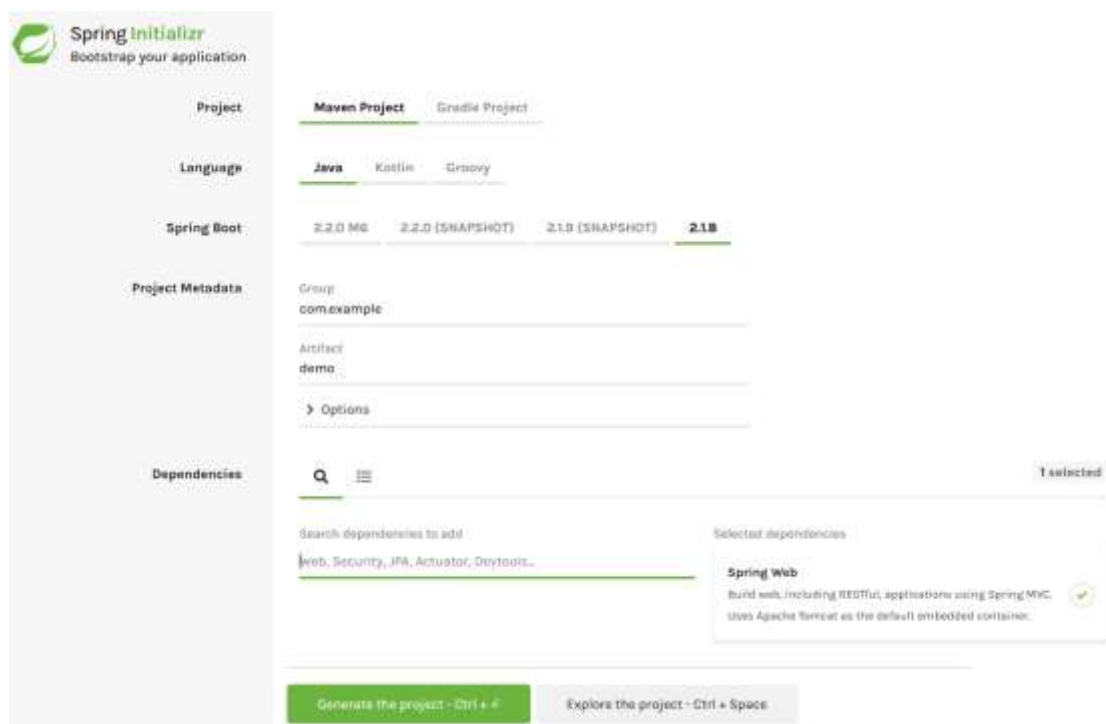 Spring Initializr
Bootstrap your application
Project
Maven Project Gradle Project
Language
Java Kotlin Groovy
Spring Boot
2.2.0 M6 2.2.0 (SNAPSHOT) 2.1.9 (SNAPSHOT) 2.1.8
Project Metadata
Group
com.example
Artifact
demo
Options
Dependencies
1 selected
Search dependencies to add
Web, Security, JPA, Actuator, Devtools...
Selected dependencies
Spring Web
Build web, including RESTful, applications using Spring MVC.
Uses Apache Tomcat as the default embedded container.
Generate the project - Ctrl +
Explore the project - Ctrl + Space